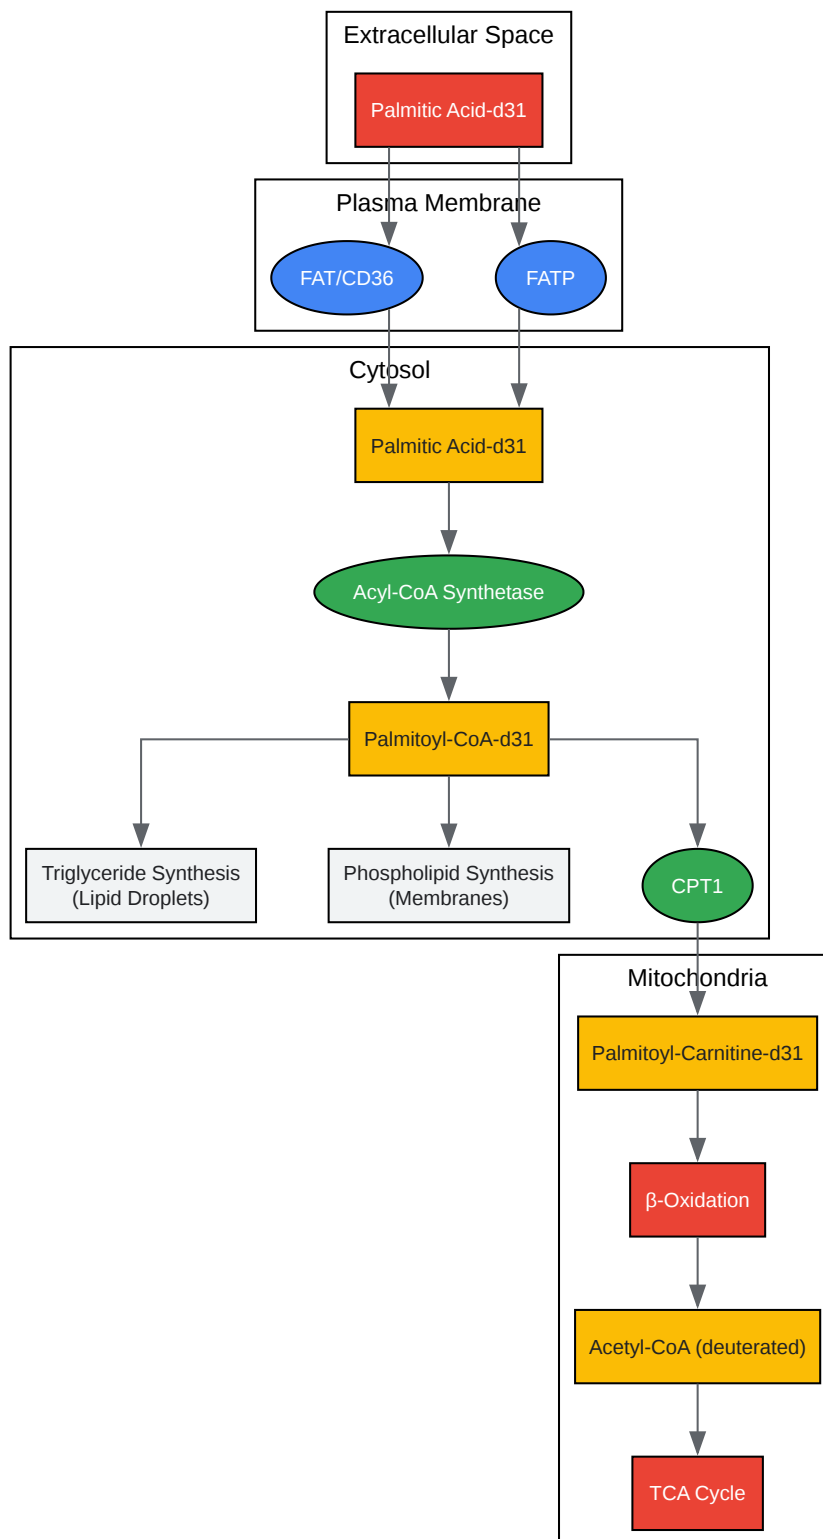 Extracellular Space
Palmitic Acid-d31
Plasma Membrane
FAT/CD36
FATP
Cytosol
Palmitic Acid-d31
Acyl-CoA Synthetase
Palmitoyl-CoA-d31
Triglyceride Synthesis
(Lipid Droplets)
Phospholipid Synthesis
(Membranes)
CPT1
Mitochondria
Palmitoyl-Carnitine-d31
β-Oxidation
Acetyl-CoA (deuterated)
TCA Cycle